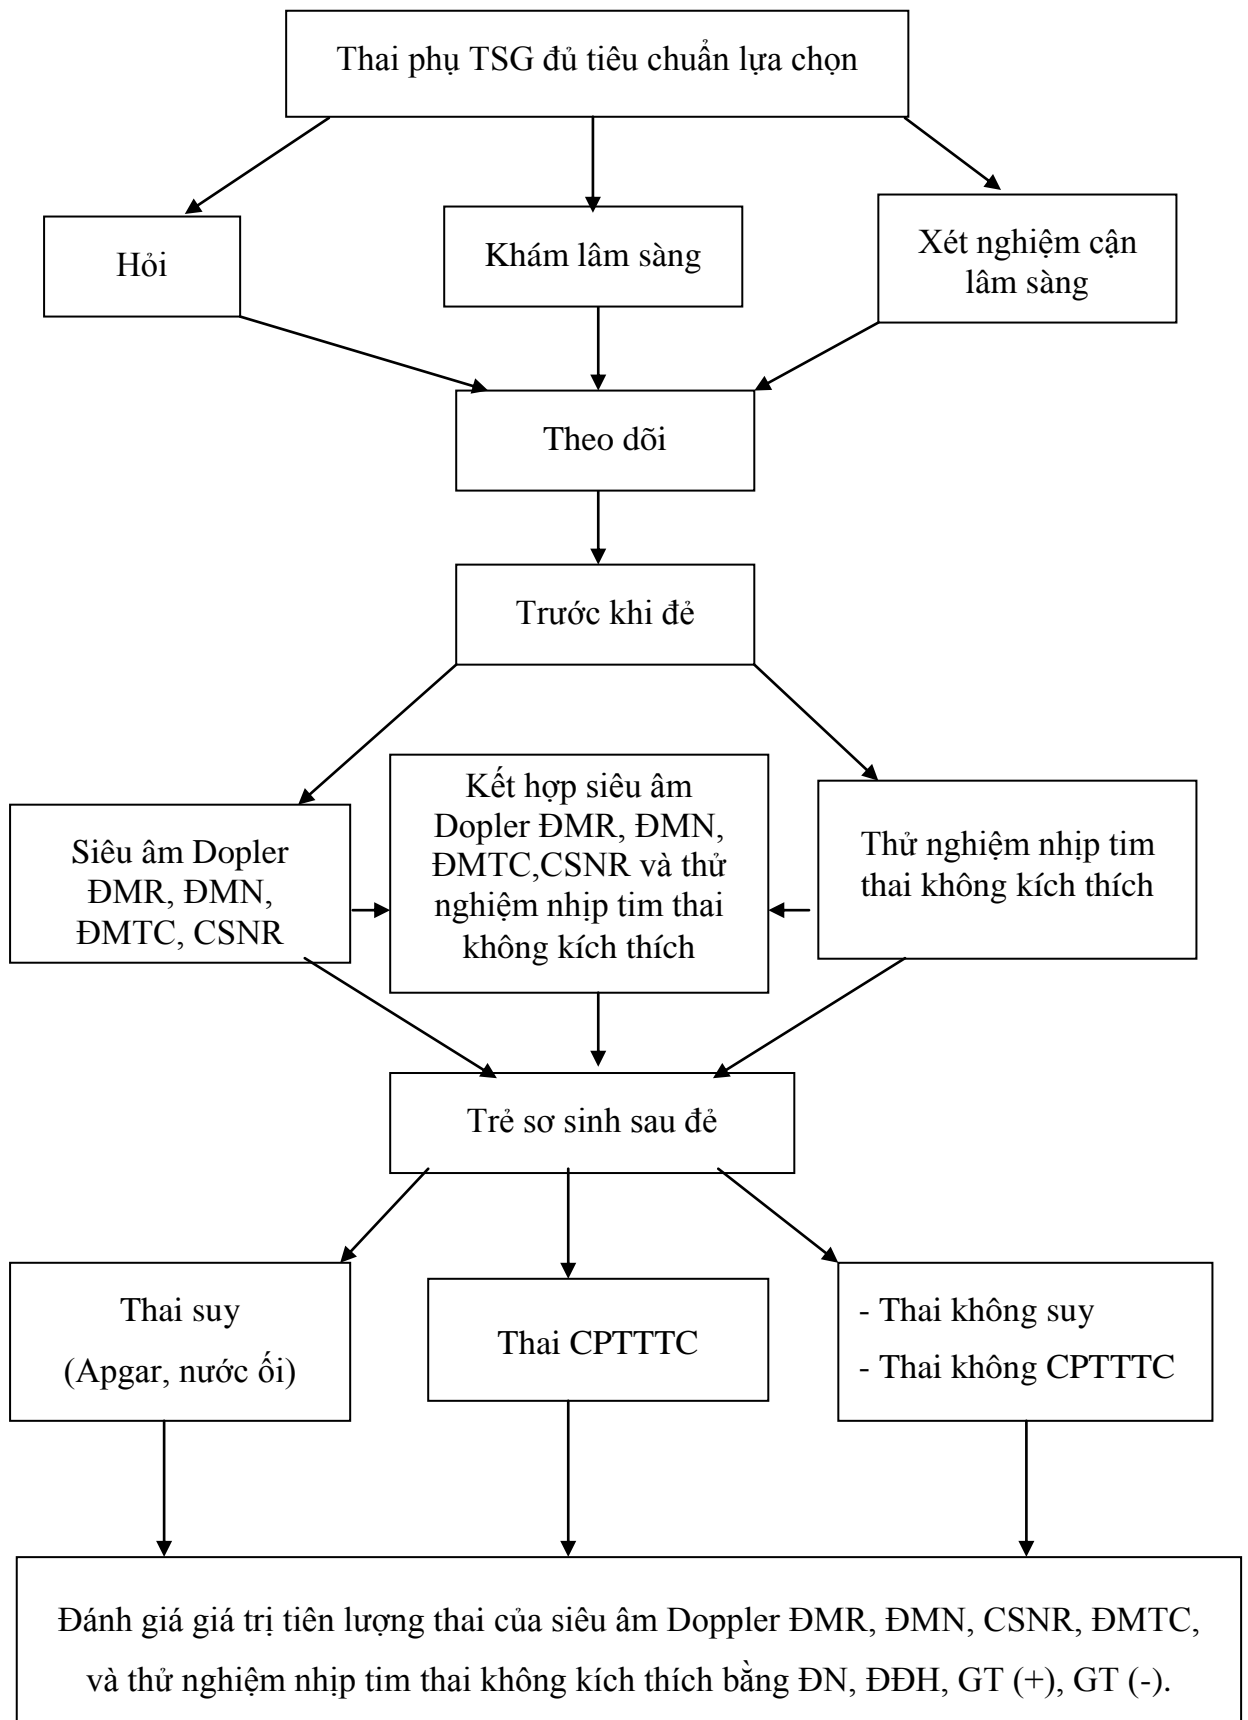 Thai phụ TSG đủ tiêu chuẩn lựa chọn
Hỏi
Khám lâm sàng
Xét nghiệm cận
lâm sàng
Theo dõi
Trước khi đẻ
Siêu âm Dopler
ĐMR, ĐMN,
ĐMTC, CSNR
Kết hợp siêu âm
Dopler ĐMR, ĐMN,
ĐMTC,CSNR và thử
nghiệm nhịp tim thai
không kích thích
Thử nghiệm nhịp tim
thai không kích thích
Trẻ sơ sinh sau đẻ
Thai suy
(Apgar, nước ối)
Thai CPTTTC
- Thai không suy
- Thai không CPTTTC
Đánh giá giá trị tiên lượng thai của siêu âm Doppler ĐMR, ĐMN, CSNR, ĐMTC,
và thử nghiệm nhịp tim thai không kích thích bằng ĐN, ĐĐH, GT (+), GT (-).